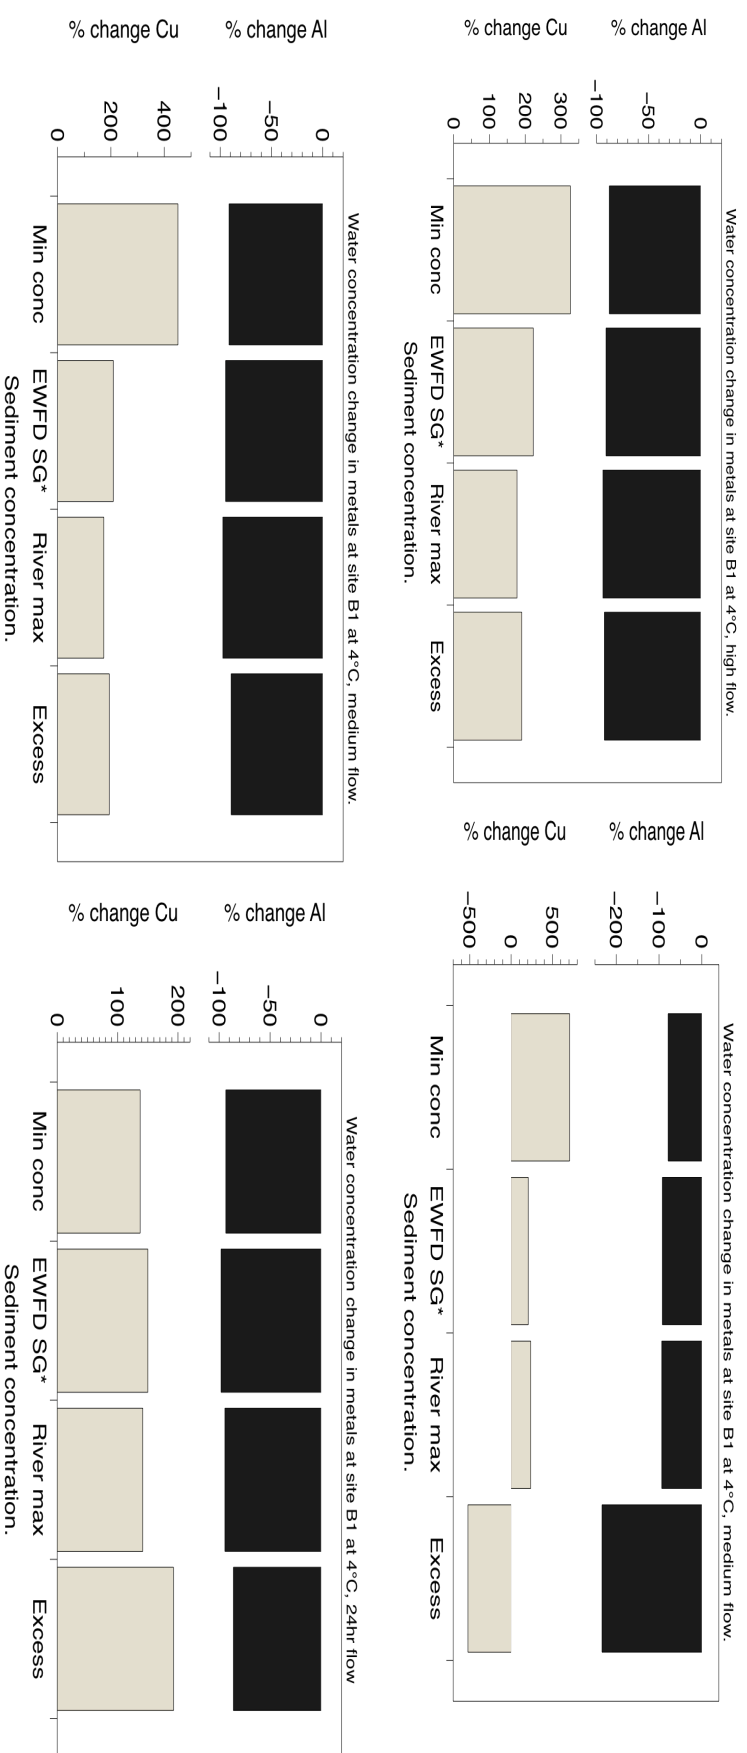 Water concentration change in metals at site B1 at 4°C, high flow.
% change Al
0
−50
−100
% change Cu
300
200
100
0
Min conc
EWFD SG*
River max
Excess
Sediment concentration.
Water concentration change in metals at site B1 at 4°C, medium flow.
% change Al
0
−100
−200
% change Cu
500
0
−500
Min conc
EWFD SG*
River max
Excess
Sediment concentration.
Water concentration change in metals at site B1 at 4°C, medium flow.
% change Al
0
−50
−100
% change Cu
400
200
0
Min conc
EWFD SG*
River max
Excess
Sediment concentration.
Water concentration change in metals at site B1 at 4°C, 24hr flow
% change Al
0
−50
−100
% change Cu
200
100
0
Min conc
EWFD SG*
River max
Excess
Sediment concentration.